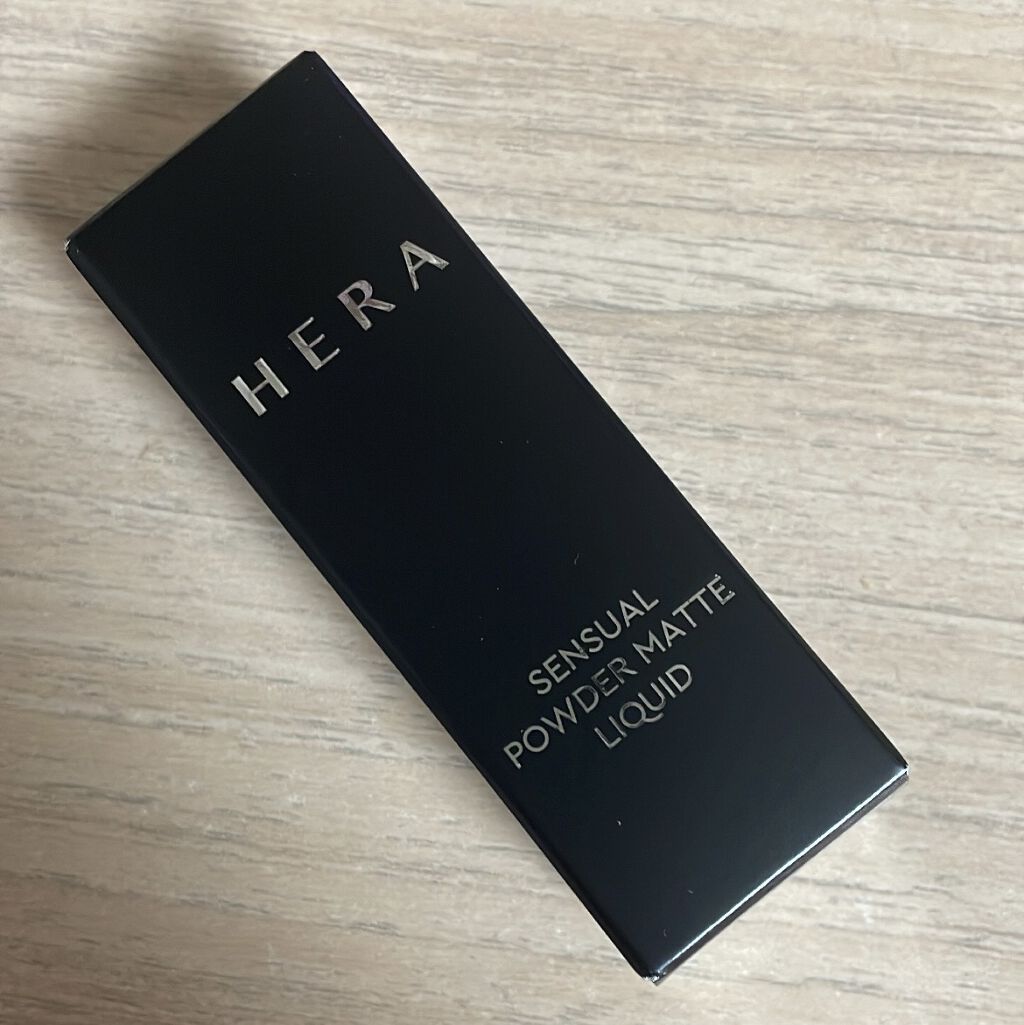 HERA
SENSUAL
POWDER MATTE
LIQUID